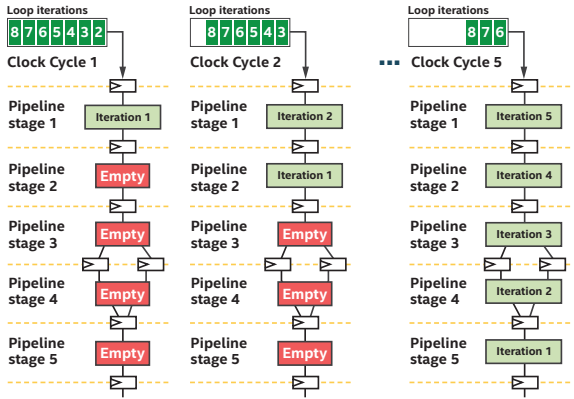 Loop iterations
8 7 6 5 4 3 2
Clock Cycle 1
Pipeline
stage 1
Iteration 1
Pipeline
stage 2
Empty
Pipeline
stage 3
Empty
Pipeline
stage 4
Empty
Pipeline
stage 5
Empty
Loop iterations
8 7 6 5 4 3
Clock Cycle 2
Pipeline
stage 1
Iteration 2
Pipeline
stage 2
Iteration 1
Pipeline
stage 3
Empty
Pipeline
stage 4
Empty
Pipeline
stage 5
Empty
...
Loop iterations
8 7 6
Clock Cycle 5
Pipeline
stage 1
Iteration 5
Pipeline
stage 2
Iteration 4
Pipeline
stage 3
Iteration 3
Pipeline
stage 4
Iteration 2
Pipeline
stage 5
Iteration 1